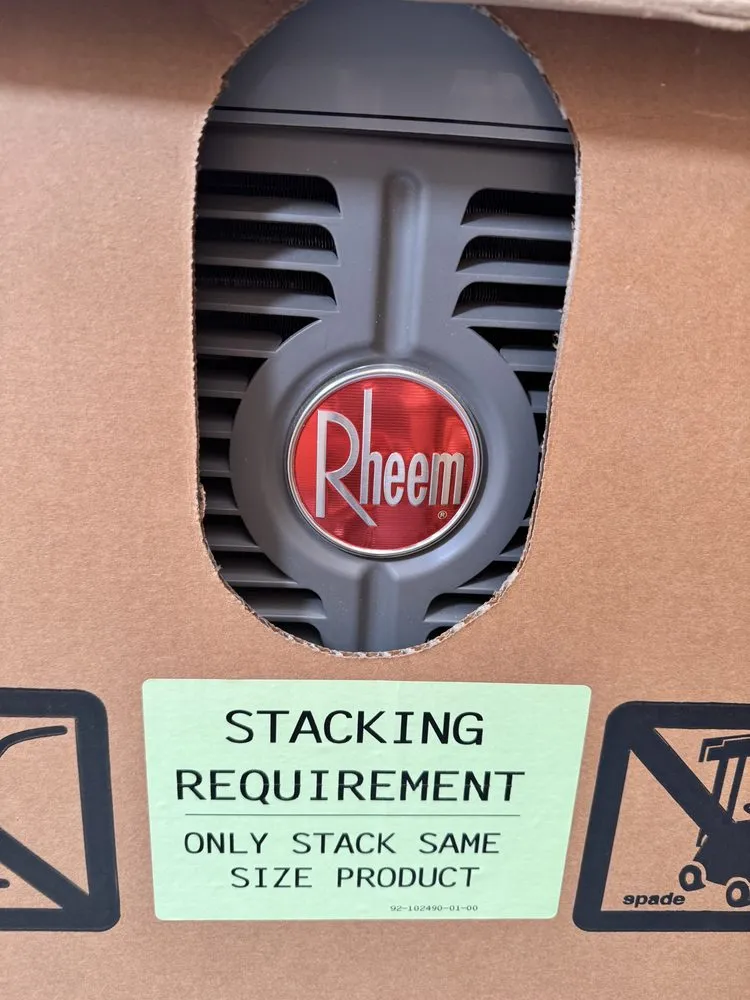 Rheem
®
STACKING
REQUIREMENT
ONLY STACK SAME
SIZE PRODUCT
92-102490-01-00
spade